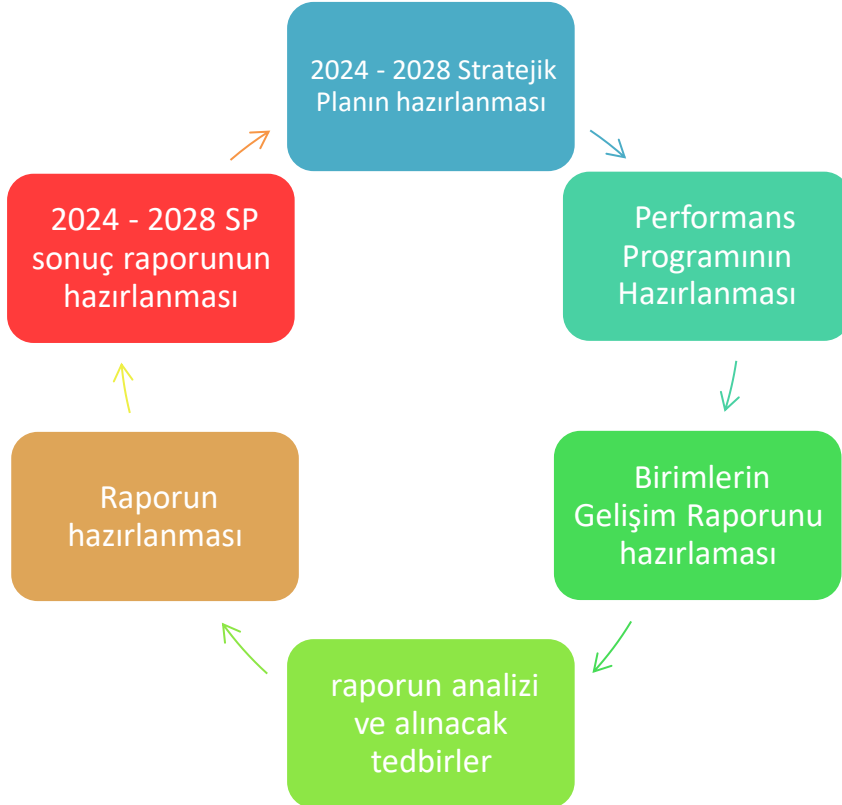 2024 - 2028 Stratejik
Planın hazırlanması
Performans
Programının
Hazırlanması
Birimlerin
Gelişim Raporunu
hazırlaması
raporun analizi
ve alınacak
tedbirler
Raporun
hazırlanması
2024 - 2028 SP
sonuç raporunun
hazırlanması